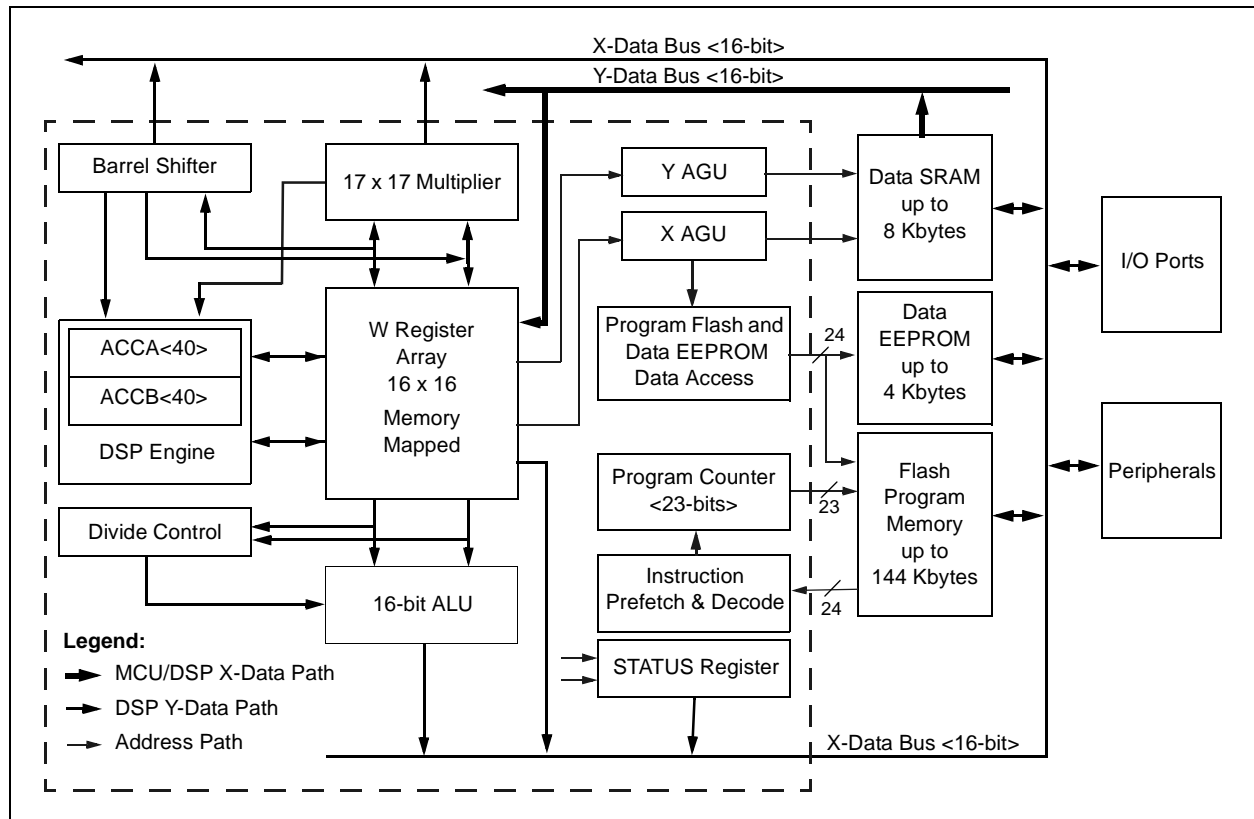 X-Data Bus <16-bit>
Y-Data Bus <16-bit>
Barrel Shifter
17 x 17 Multiplier
Y AGU
X AGU
Data SRAM
up to
8 Kbytes
I/O Ports
ACCA<40>
ACCB<40>
DSP Engine
W Register
Array
16 x 16
Memory
Mapped
Program Flash and
Data EEPROM
Data Access
24
Data
EEPROM
up to
4 Kbytes
Program Counter
<23-bits>
23
Flash
Program
Memory
up to
144 Kbytes
Peripherals
Divide Control
16-bit ALU
Instruction
Prefetch & Decode
24
STATUS Register
Legend:
MCU/DSP X-Data Path
DSP Y-Data Path
Address Path
X-Data Bus <16-bit>